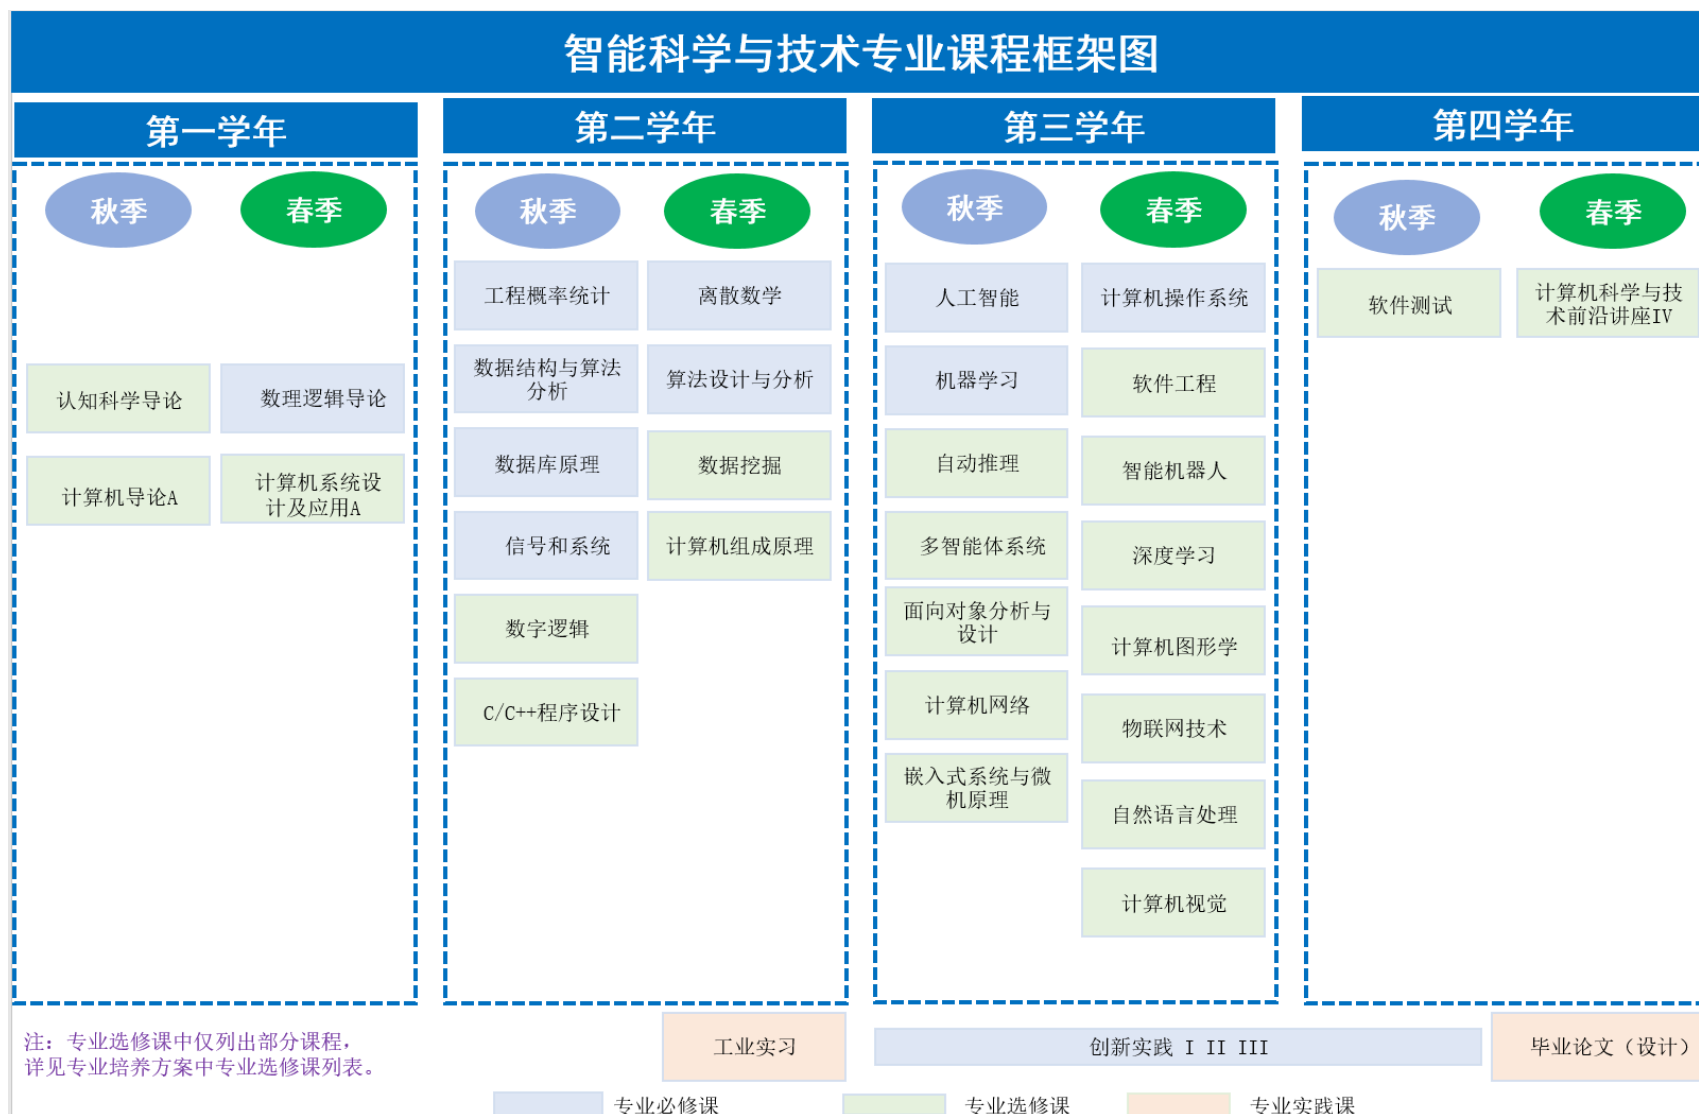 智能科学与技术专业课程框架图
第一学年
秋季
春季
认知科学导论
数理逻辑导论
计算机导论A
计算机系统设
计及应用A
第二学年
秋季
春季
工程概率统计
离散数学
数据结构与算法
分析
算法设计与分析
数据库原理
数据挖掘
信号和系统
计算机组成原理
数字逻辑
C/C++程序设计
第三学年
秋季
春季
人工智能
计算机操作系统
机器学习
软件工程
自动推理
智能机器人
多智能体系统
深度学习
面向对象分析与
设计
计算机图形学
计算机网络
物联网技术
嵌入式系统与微
机原理
自然语言处理
计算机视觉
第四学年
秋季
春季
软件测试
计算机科学与技
术前沿讲座IV
注：专业选修课中仅列出部分课程，
详见专业培养方案中专业选修课列表。
工业实习
创新实践 I II III
毕业论文（设计）
专业必修课
专业选修课
专业实践课